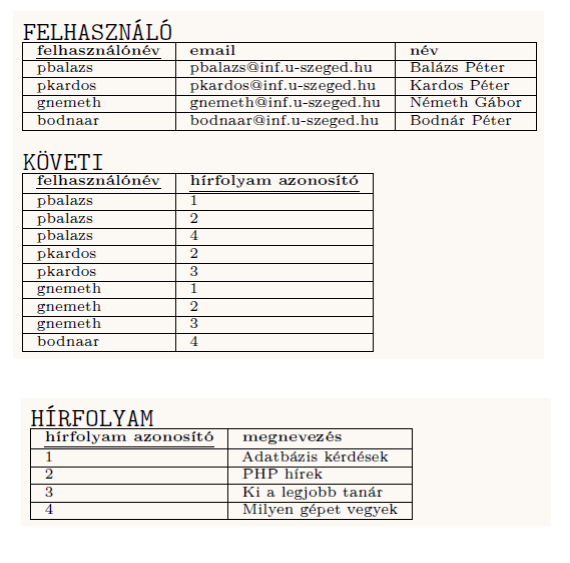 FELHASZNÁLÓ
felhasználónév email név
pbalazs pbalazs@inf.u-szeged.hu Balázs Péter
pkardos pkardos@inf.u-szeged.hu Kardos Péter
gnemeth gnemeth@inf.u-szeged.hu Németh Gábor
bodnaar bodnaar@inf.u-szeged.hu Bodnár Péter
KÖVETI
felhasználónév hírfolyam azonosító
pbalazs 1
pbalazs 2
pbalazs 4
pkardos 2
pkardos 3
gnemeth 1
gnemeth 2
gnemeth 3
bodnaar 4
HÍRFOLYAM
hírfolyam azonosító megnevezés
1 Adatbázis kérdések
2 PHP hírek
3 Ki a legjobb tanár
4 Milyen gépet vegyek